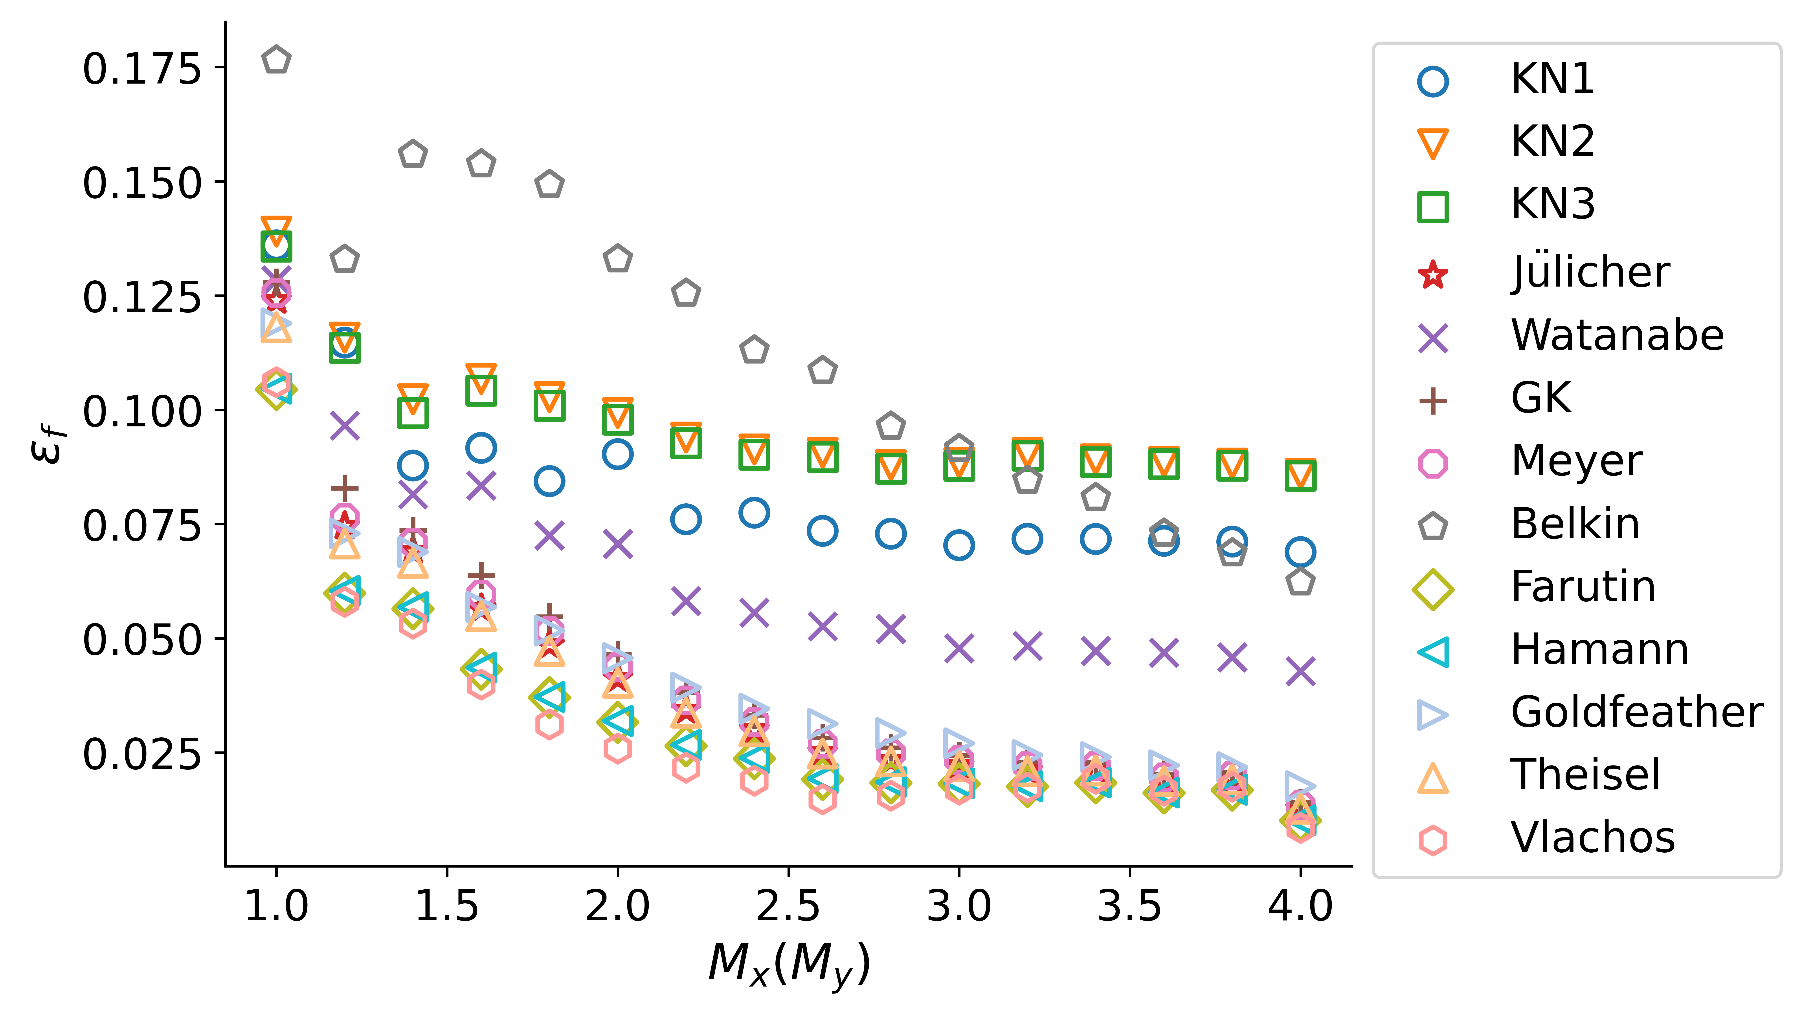 0.175
0.150
0.125
0.100
0.075
0.050
0.025
ε_f
1.0 1.5 2.0 2.5 3.0 3.5 4.0
M_x(M_y)
KN1
KN2
KN3
Jülicher
Watanabe
GK
Meyer
Belkin
Farutin
Hamann
Goldfeather
Theisel
Vlachos